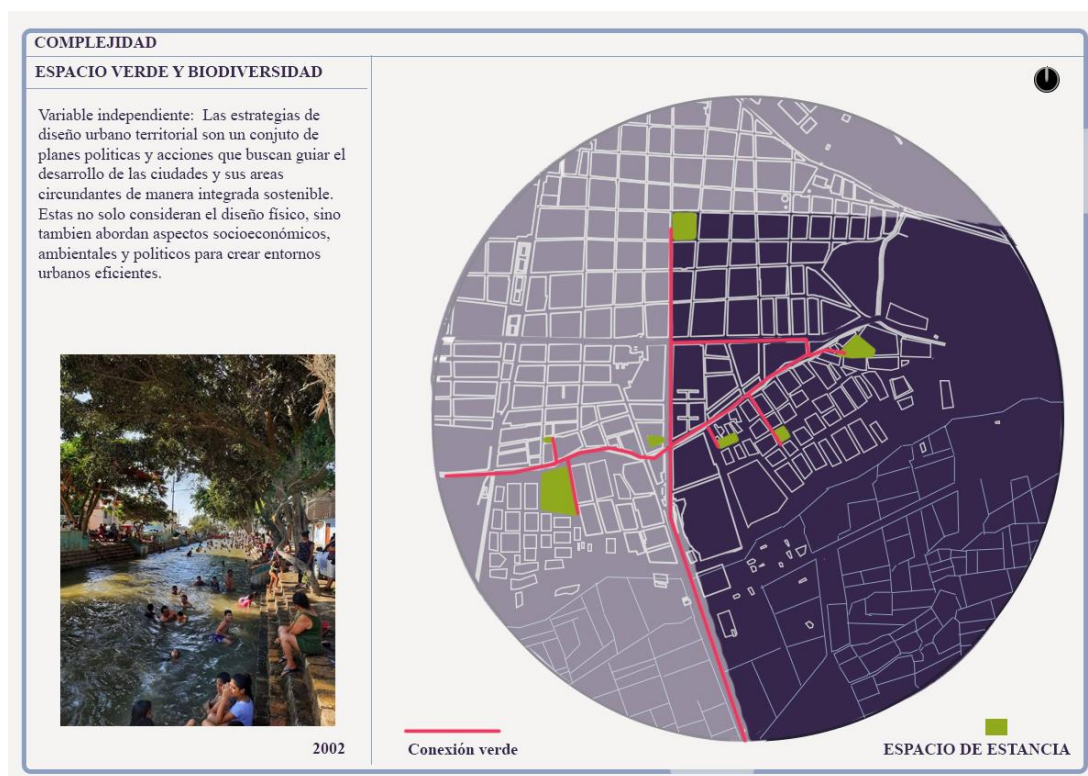 COMPLEJIDAD
ESPACIO VERDE Y BIODIVERSIDAD
Variable independiente: Las estrategias de
diseño urbano territorial son un conjuto de
planes politicas y acciones que buscan guiar el
desarrollo de las ciudades y sus areas
circundantes de manera integrada sostenible.
Estas no solo consideran el diseño físico, sino
tambien abordan aspectos socioeconómicos,
ambientales y politicos para crear entornos
urbanos eficientes.
2002
Conexión verde
ESPACIO DE ESTANCIA